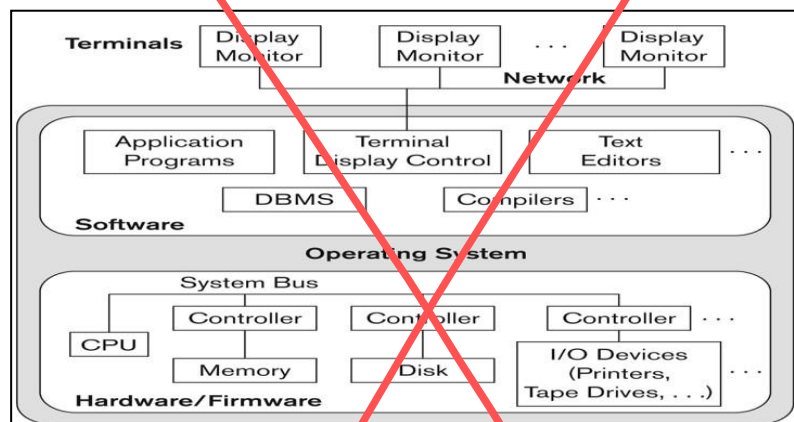 Terminals
Display
Monitor
Display
Monitor
. . .
Display
Monitor
Network
Application
Programs
Terminal
Display Control
Text
Editors
. . .
DBMS
Compilers
. . .
Software
Operating System
System Bus
CPU
Controller
Controller
Controller
. . .
Memory
Disk
I/O Devices
(Printers,
Tape Drives, . . .)
. . .
Hardware/Firmware